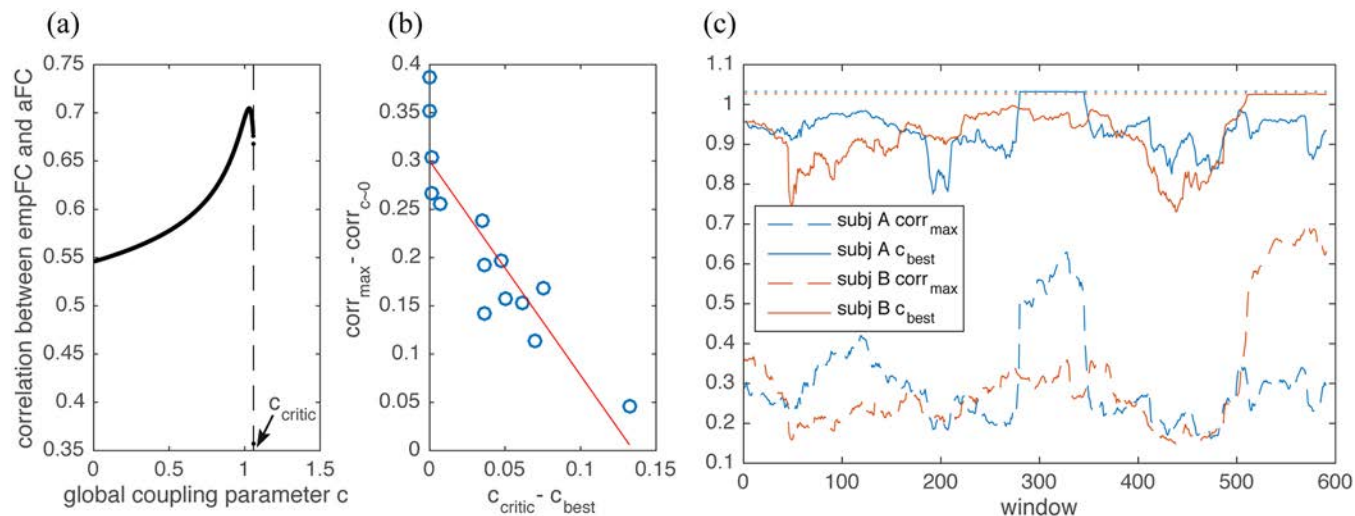 (a)
0.75
0.7
0.65
0.6
0.55
0.5
0.45
0.4
0.35
correlation between empFC and aFC
c_critic
0 0.5 1 1.5
global coupling parameter c
(b)
0.4
0.35
0.3
0.25
0.2
0.15
0.1
0.05
0
corr_max - corr_c~0
0 0.05 0.1 0.15
c_critic - c_best
(c)
1.1
1
0.9
0.8
0.7
0.6
0.5
0.4
0.3
0.2
0.1
subj A corr_max
subj A c_best
subj B corr_max
subj B c_best
0 100 200 300 400 500 600
window